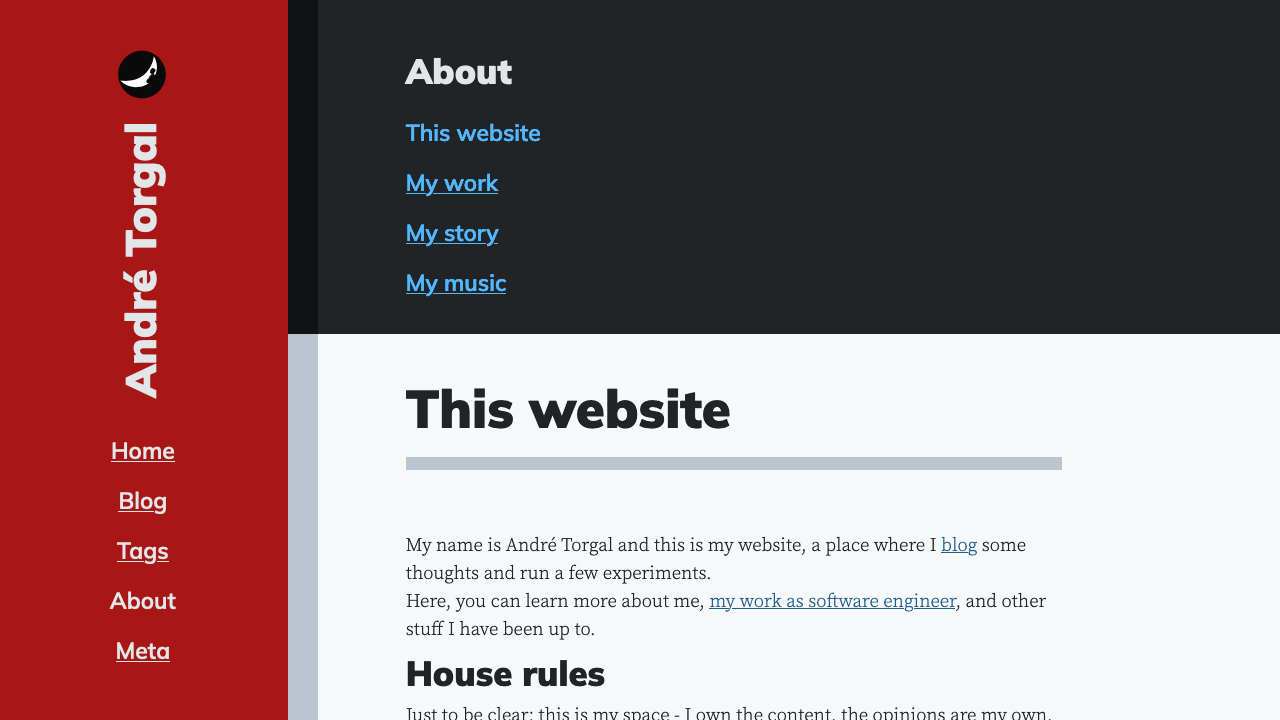 André Torgal
Home
Blog
Tags
About
Meta
About
This website
My work
My story
My music
This website
My name is André Torgal and this is my website, a place where I blog some
thoughts and run a few experiments.
Here, you can learn more about me, my work as software engineer, and other
stuff I have been up to.
House rules
Just to be clear: this is my space - I own the content, the opinions are my own,